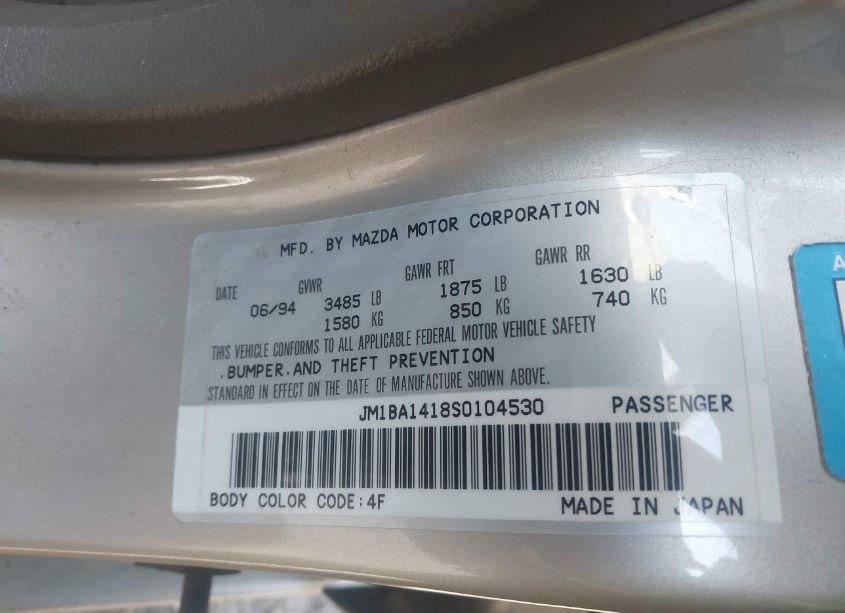 MFD. BY MAZDA MOTOR CORPORATION
DATE GVWR GAWR FRT GAWR RR
06/94 3485 LB 1875 LB 1630 LB
1580 KG 850 KG 740 KG
THIS VEHICLE CONFORMS TO ALL APPLICABLE FEDERAL MOTOR VEHICLE SAFETY
.BUMPER.AND THEFT PREVENTION
STANDARD IN EFFECT ON THE DATE OF MANUFACTURE SHOWN ABOVE.
JM1BA1418S0104530 PASSENGER
BODY COLOR CODE:4F MADE IN JAPAN